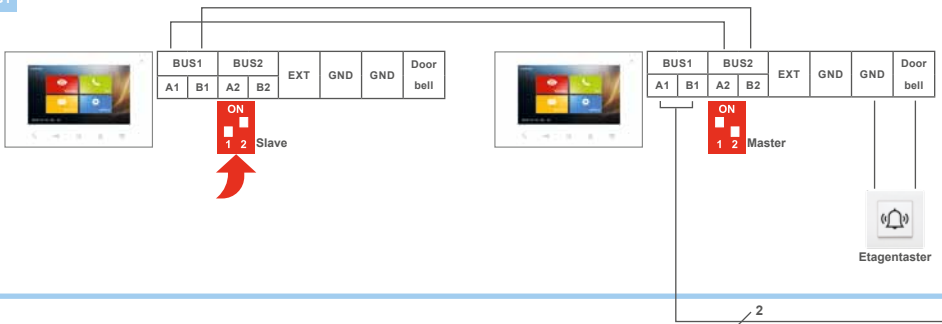 BUS1 BUS2 EXT GND GND Door bell
A1 B1 A2 B2
ON
1 2 Slave
BUS1 BUS2 EXT GND GND Door bell
A1 B1 A2 B2
ON
1 2 Master
Etagentaster
2